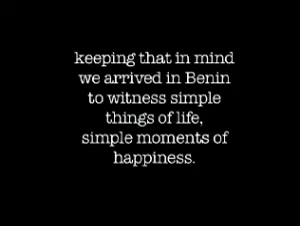 keeping that in mind
we arrived in Benin
to witness simple
things of life,
simple moments of
happiness.